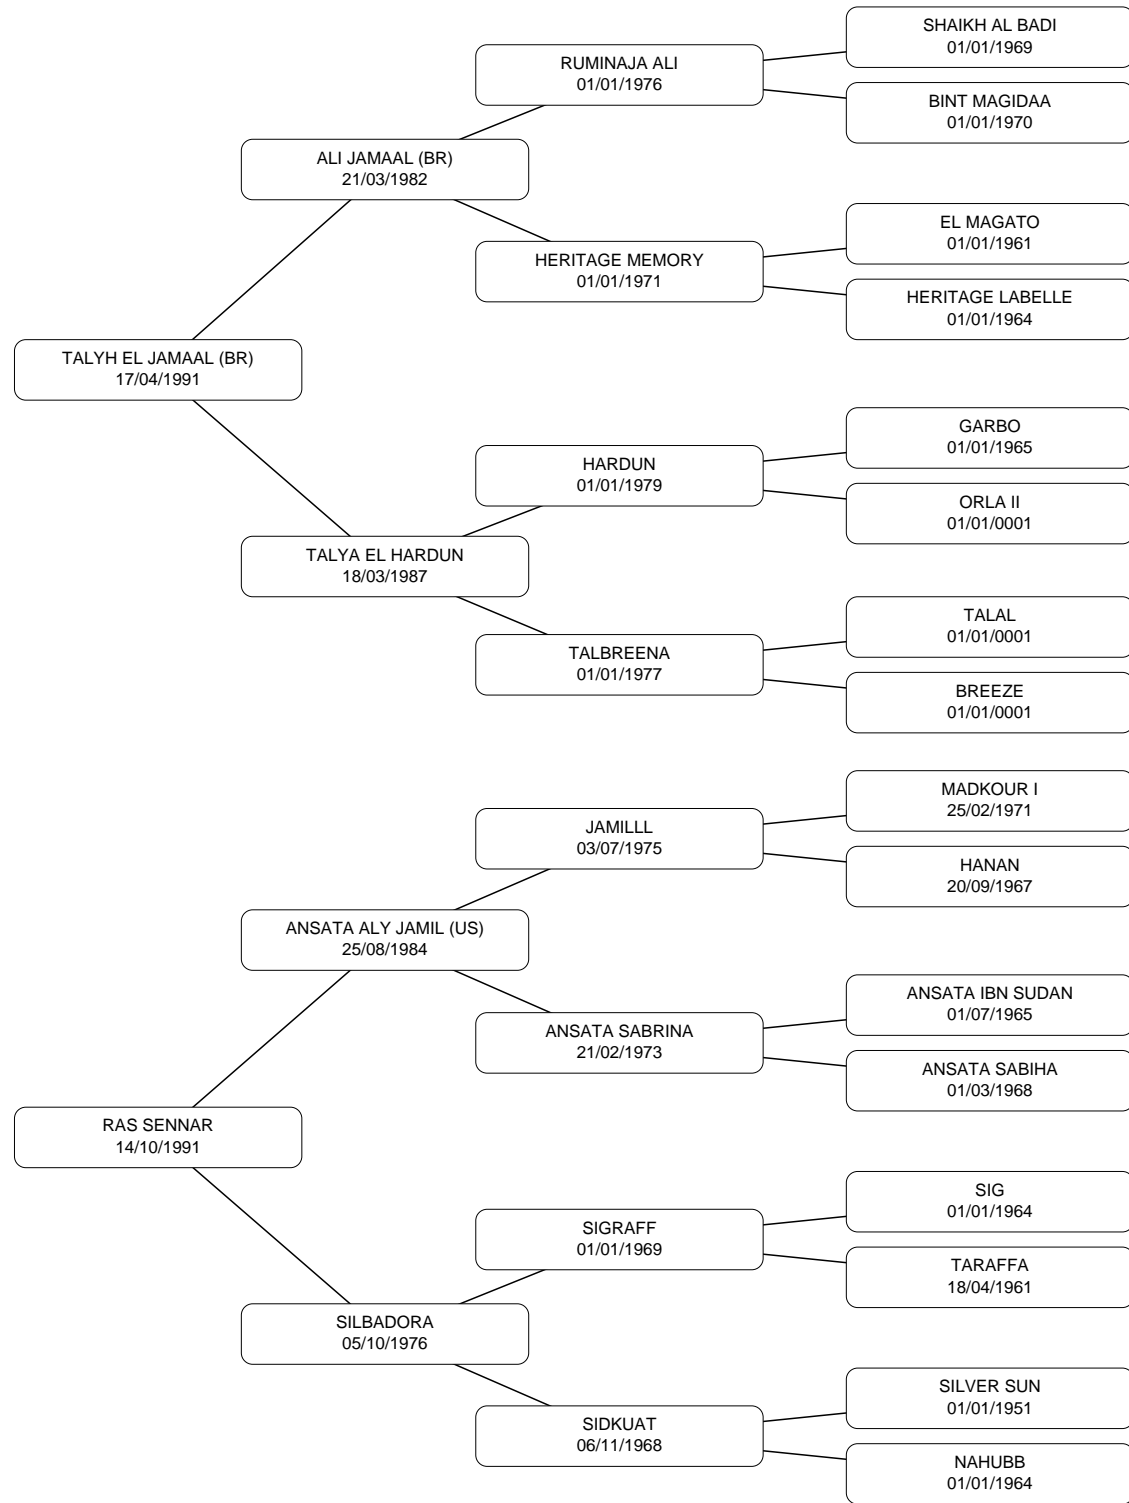 SHAIKH AL BADI
01/01/1969
RUMINAJA ALI
01/01/1976
BINT MAGIDAA
01/01/1970
ALI JAMAAL (BR)
21/03/1982
EL MAGATO
01/01/1961
HERITAGE MEMORY
01/01/1971
HERITAGE LABELLE
01/01/1964
TALYH EL JAMAAL (BR)
17/04/1991
GARBO
01/01/1965
HARDUN
01/01/1979
ORLA II
01/01/0001
TALYA EL HARDUN
18/03/1987
TALAL
01/01/0001
TALBREENA
01/01/1977
BREEZE
01/01/0001
MADKOUR I
25/02/1971
JAMILLL
03/07/1975
HANAN
20/09/1967
ANSATA ALY JAMIL (US)
25/08/1984
ANSATA IBN SUDAN
01/07/1965
ANSATA SABRINA
21/02/1973
ANSATA SABIHA
01/03/1968
RAS SENNAR
14/10/1991
SIG
01/01/1964
SIGRAFF
01/01/1969
TARAFFA
18/04/1961
SILBADORA
05/10/1976
SILVER SUN
01/01/1951
SIDKUAT
06/11/1968
NAHUBB
01/01/1964